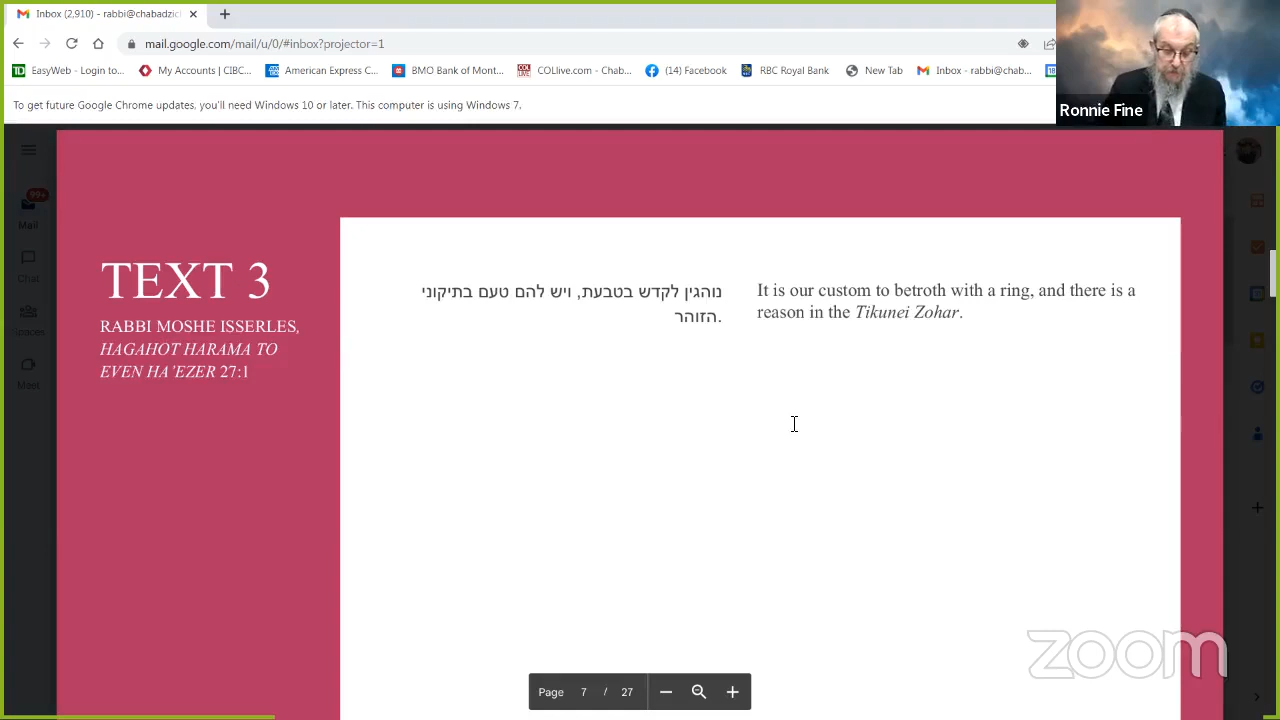 Inbox (2,910) - rabbi@chabadzich
mail.google.com/mail/u/0/#inbox?projector=1
EasyWeb - Login to... My Accounts | CIBC... American Express C... BMO Bank of Mont... COLlive.com - Chab... (14) Facebook RBC Royal Bank New Tab Inbox - rabbi@chab...
To get future Google Chrome updates, you'll need Windows 10 or later. This computer is using Windows 7.
Ronnie Fine
99+
Mail
Chat
Spaces
Meet
TEXT 3
RABBI MOSHE ISSERLES,
HAGAHOT HARAMA TO
EVEN HA'EZER 27:1
נוהגין לקדש בטבעת, ויש להם טעם בתיקוני
הזוהר.
It is our custom to betroth with a ring, and there is a
reason in the Tikunei Zohar.
Page 7 / 27
zoom